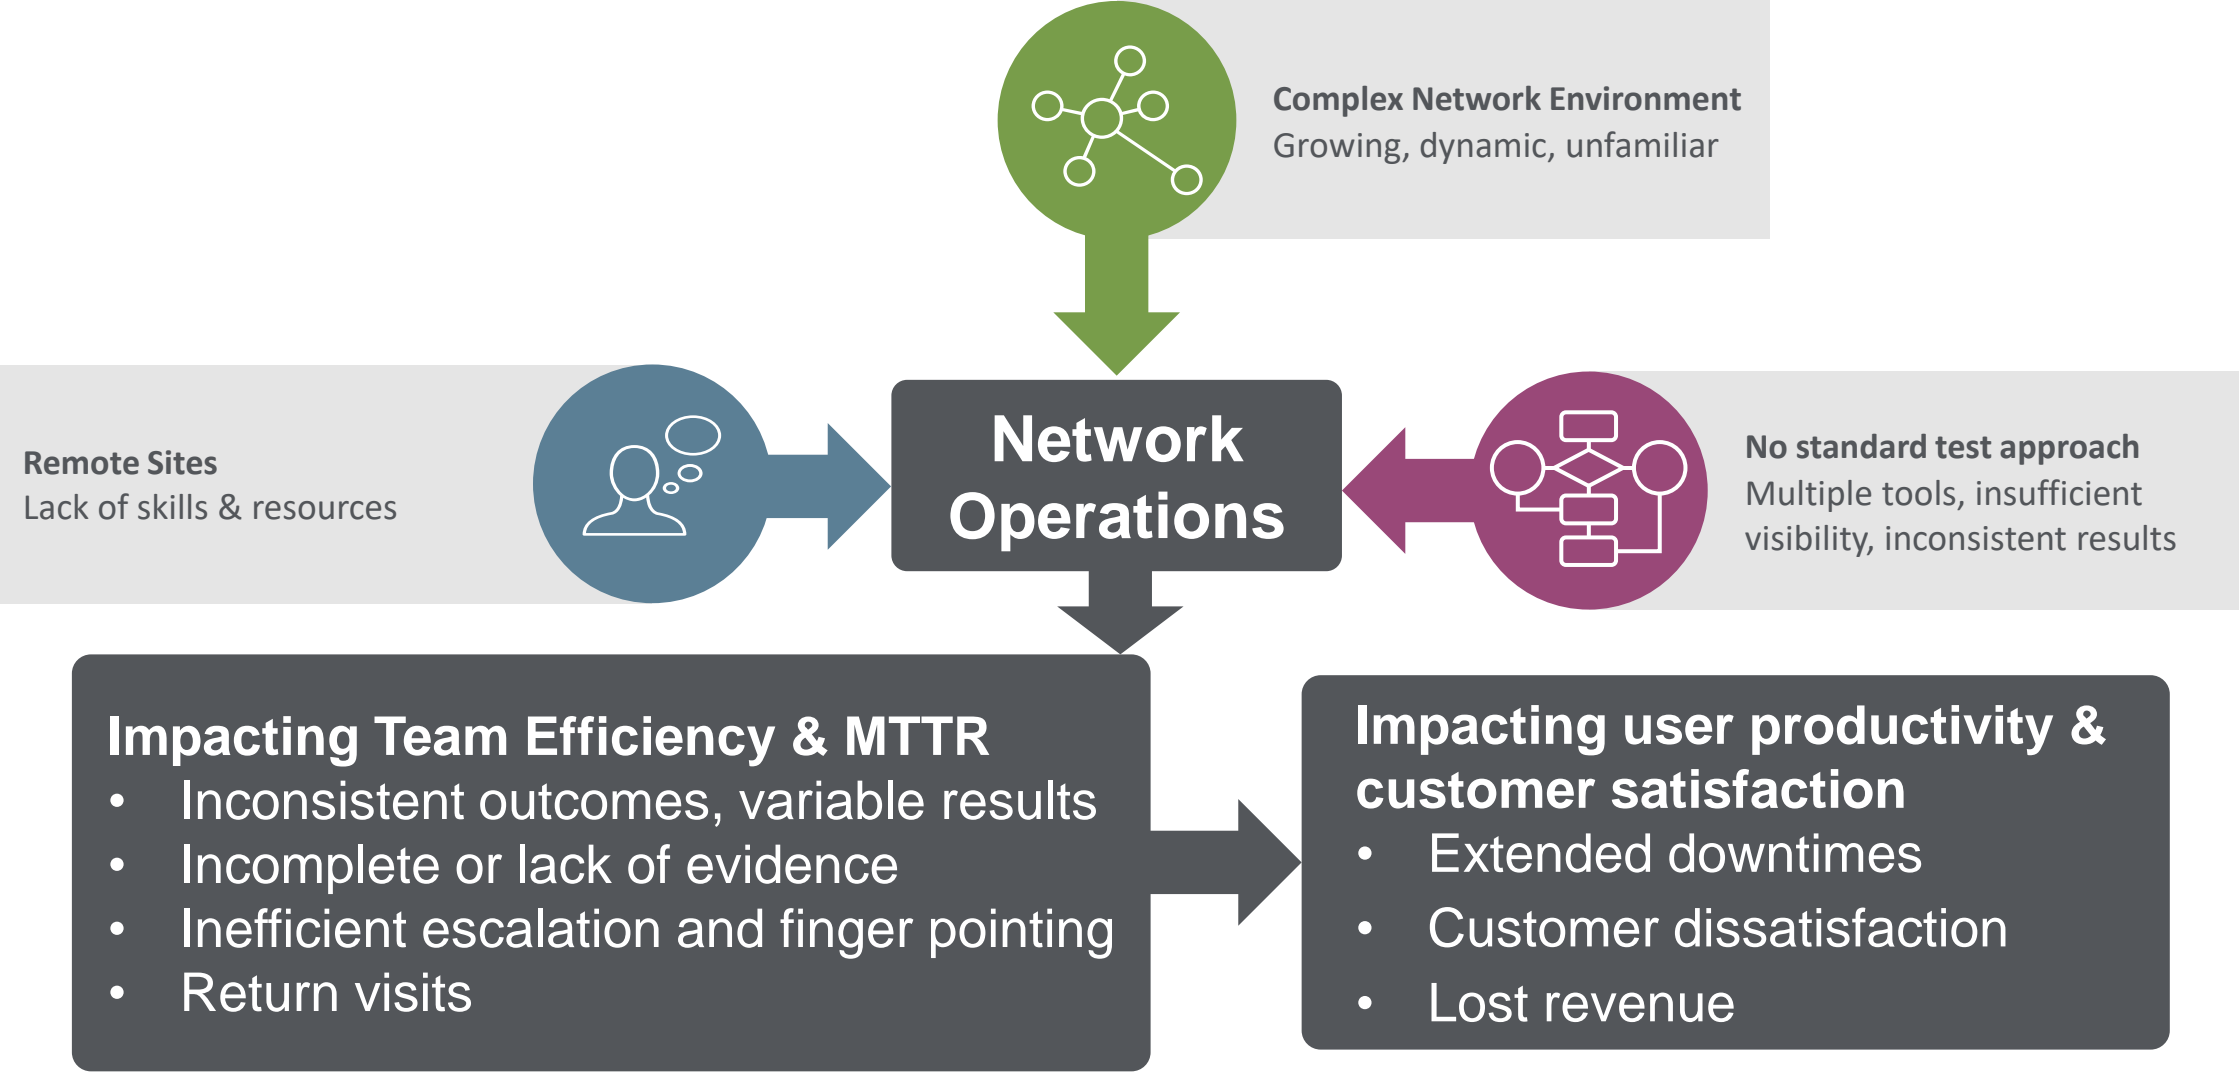 Complex Network Environment
Growing, dynamic, unfamiliar
Remote Sites
Lack of skills & resources
Network
Operations
No standard test approach
Multiple tools, insufficient
visibility, inconsistent results
Impacting Team Efficiency & MTTR
• Inconsistent outcomes, variable results
• Incomplete or lack of evidence
• Inefficient escalation and finger pointing
• Return visits
Impacting user productivity &
customer satisfaction
• Extended downtimes
• Customer dissatisfaction
• Lost revenue